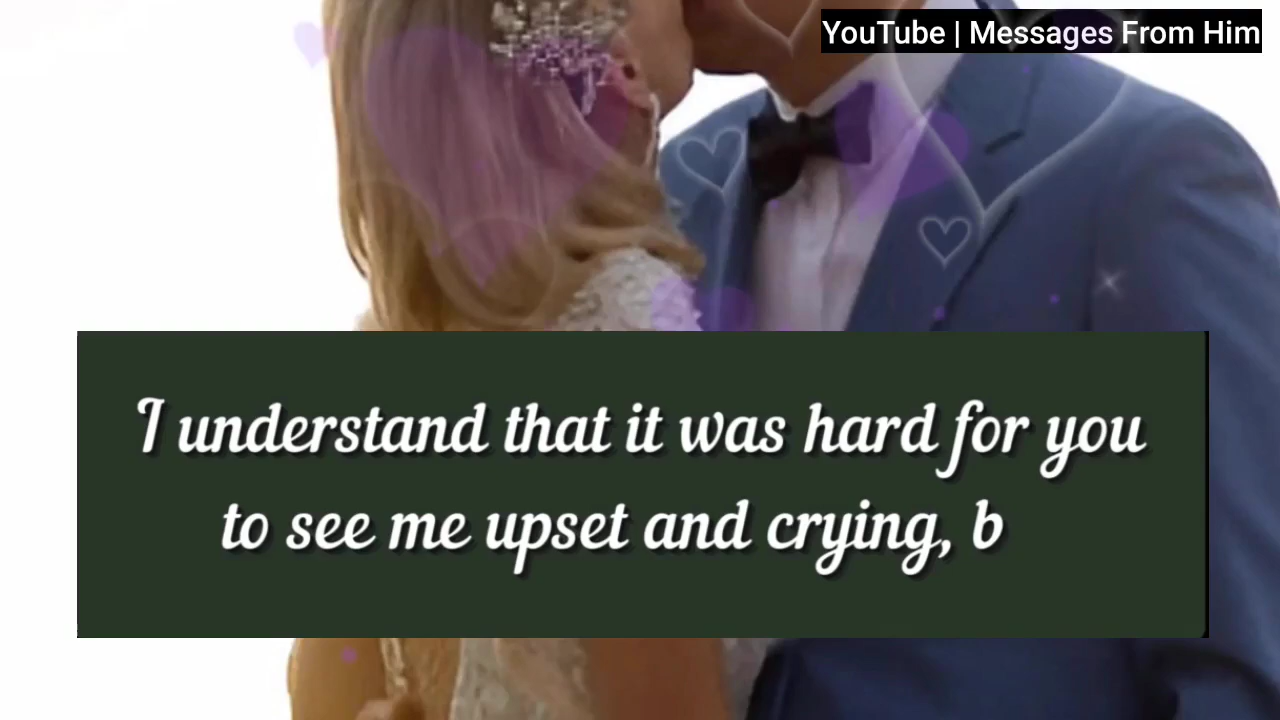 YouTube | Messages From Him
I understand that it was hard for you
to see me upset and crying, b